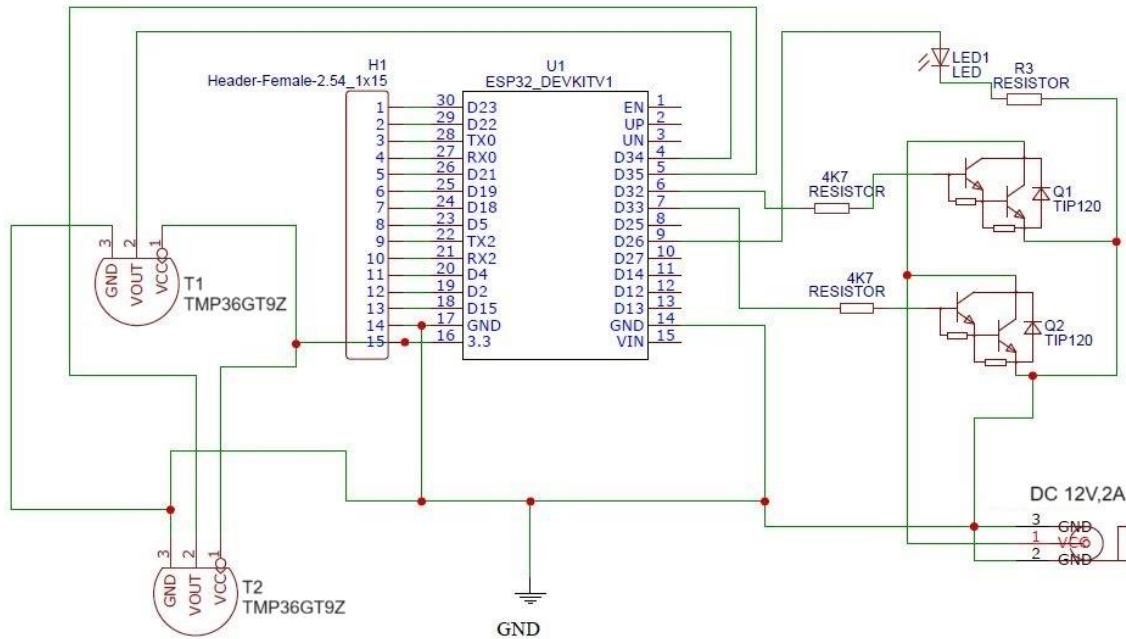 H1
Header-Female-2.54_1x15
1
2
3
4
5
6
7
8
9
10
11
12
13
14
15
U1
ESP32_DEVKITV1
30 D23
29 D22
28 TX0
27 RX0
26 D21
25 D19
24 D18
23 D5
22 TX2
21 RX2
20 D4
19 D2
18 D15
17 GND
16 3.3
EN 1
UP 2
UN 3
D34 4
D35 5
D32 6
D33 7
D25 8
D26 9
D27 10
D14 11
D12 12
D13 13
GND 14
VIN 15
LED1
LED
R3
RESISTOR
4K7
RESISTOR
Q1
TIP120
4K7
RESISTOR
Q2
TIP120
3 2 1
GND VOUT VCC
T1
TMP36GT9Z
3 2 1
GND VOUT VCC
T2
TMP36GT9Z
GND
DC 12V,2A
3 GND
1 VCC
2 GND